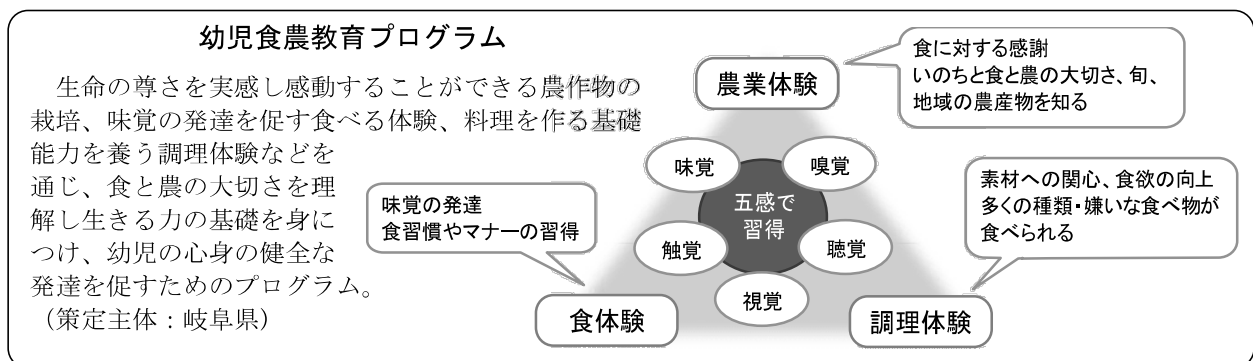 幼児食農教育プログラム
生命の尊さを実感し感動することができる農作物の
栽培、味覚の発達を促す食べる体験、料理を作る基礎
能力を養う調理体験などを
通じ、食と農の大切さを理
解し生きる力の基礎を身に
つけ、幼児の心身の健全な
発達を促すためのプログラム。
（策定主体：岐阜県）
農業体験
食に対する感謝
いのちと食と農の大切さ、旬、
地域の農産物を知る
味覚
嗅覚
五感で
習得
触覚
聴覚
視覚
味覚の発達
食習慣やマナーの習得
素材への関心、食欲の向上
多くの種類・嫌いな食べ物が
食べられる
食体験
調理体験